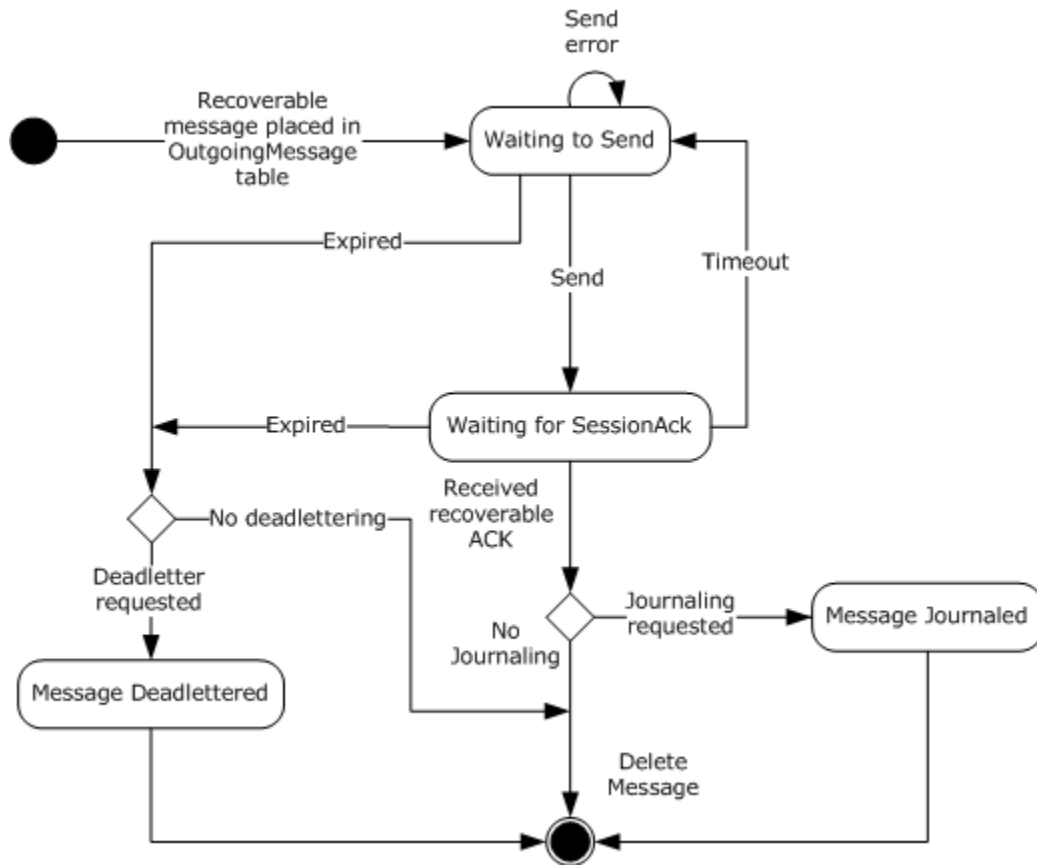 Send
error
Recoverable
message placed in
OutgoingMessage
table
Waiting to Send
Expired
Send
Timeout
Expired
Waiting for SessionAck
Received
recoverable
ACK
No deadlettering
Deadletter
requested
No
Journaling
Journaling
requested
Message Journaled
Message Deadlettered
Delete
Message